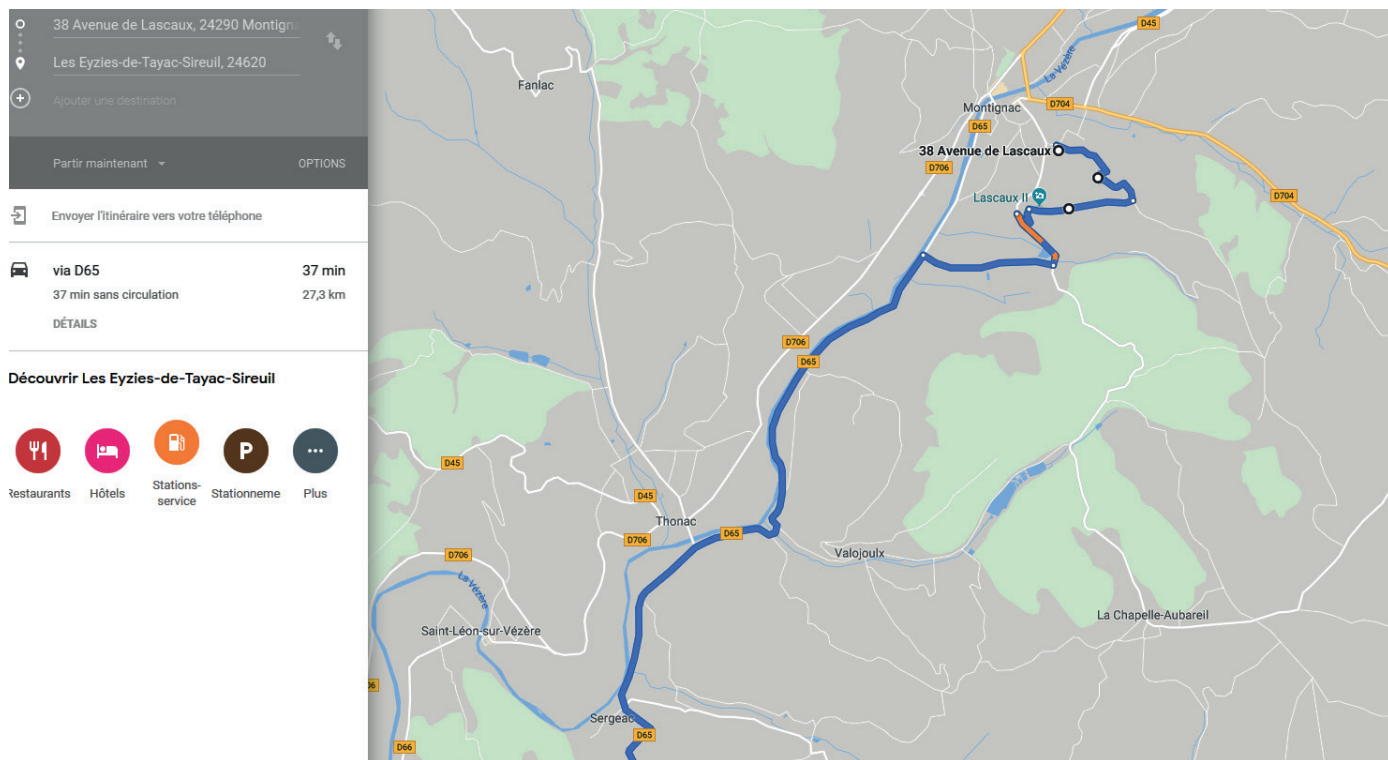 38 Avenue de Lascaux, 24290 Montign
Les Eyzies-de-Tayac-Sireuil, 24620
Ajouter une destination
Partir maintenant
OPTIONS
Envoyer l'itinéraire vers votre téléphone
via D65
37 min
37 min sans circulation
27,3 km
DÉTAILS
Découvrir Les Eyzies-de-Tayac-Sireuil
Restaurants
Hôtels
Stations-
service
P
Stationneme
Plus
D45
La Vézère
Fanlac
Montignac
D704
D65
38 Avenue de Lascaux
D706
Lascaux II
D704
D706
D65
D45
D45
Thonac
D65
D706
Valojoulx
D706
La Vézère
La Chapelle-Aubareil
Saint-Léon-sur-Vézère
06
Sergeac
D65
D66